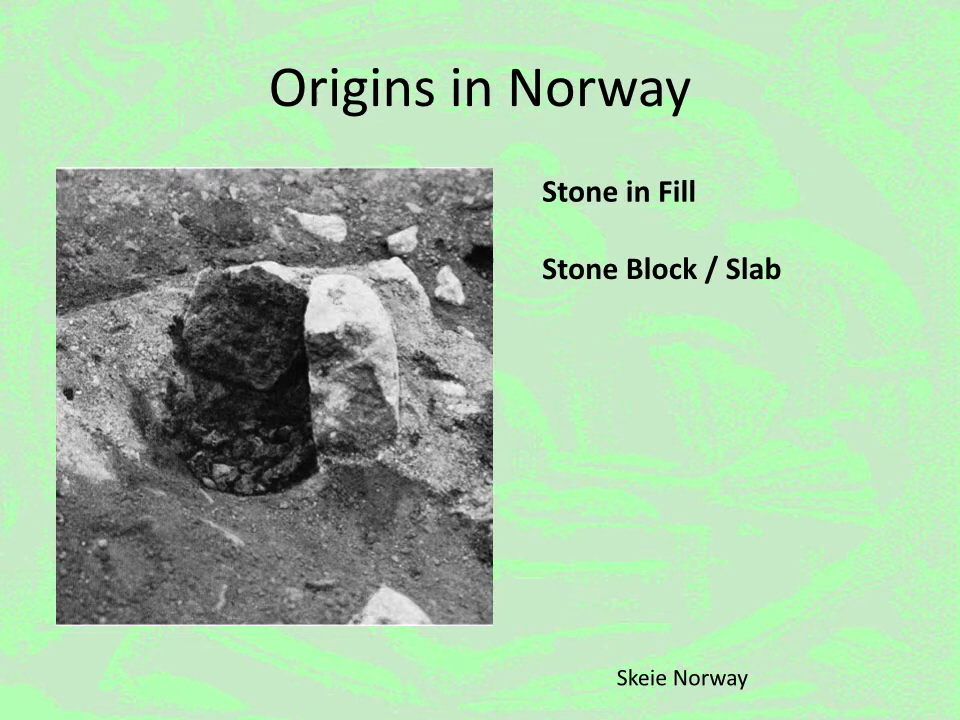 Origins in Norway
Stone in Fill
Stone Block / Slab
Skeie Norway